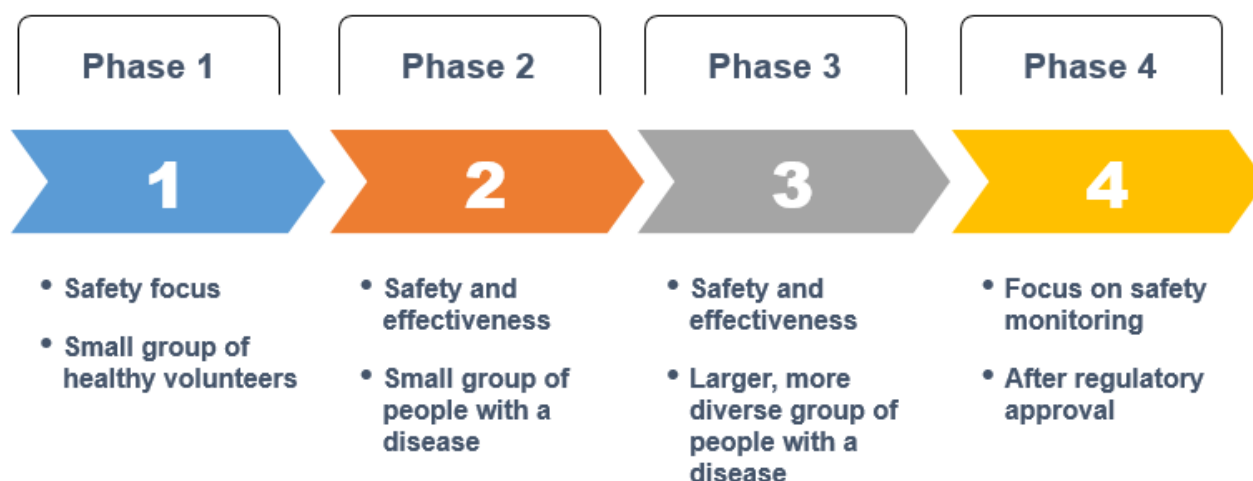 Phase 1
Phase 2
Phase 3
Phase 4
1
2
3
4
• Safety focus
• Small group of
healthy volunteers
• Safety and
effectiveness
• Small group of
people with a
disease
• Safety and
effectiveness
• Larger, more
diverse group of
people with a
disease
• Focus on safety
monitoring
• After regulatory
approval